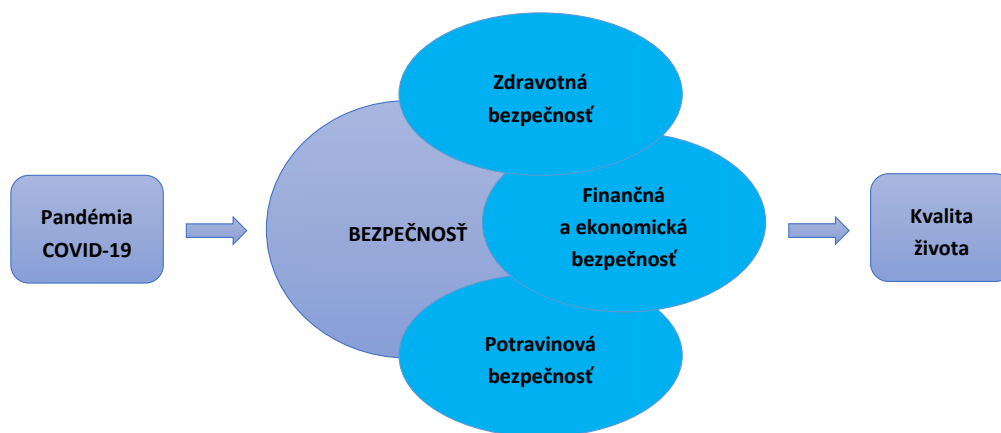 Pandémia
COVID-19
BEZPEČNOSŤ
Zdravotná
bezpečnosť
Finančná
a ekonomická
bezpečnosť
Potravinová
bezpečnosť
Kvalita
života